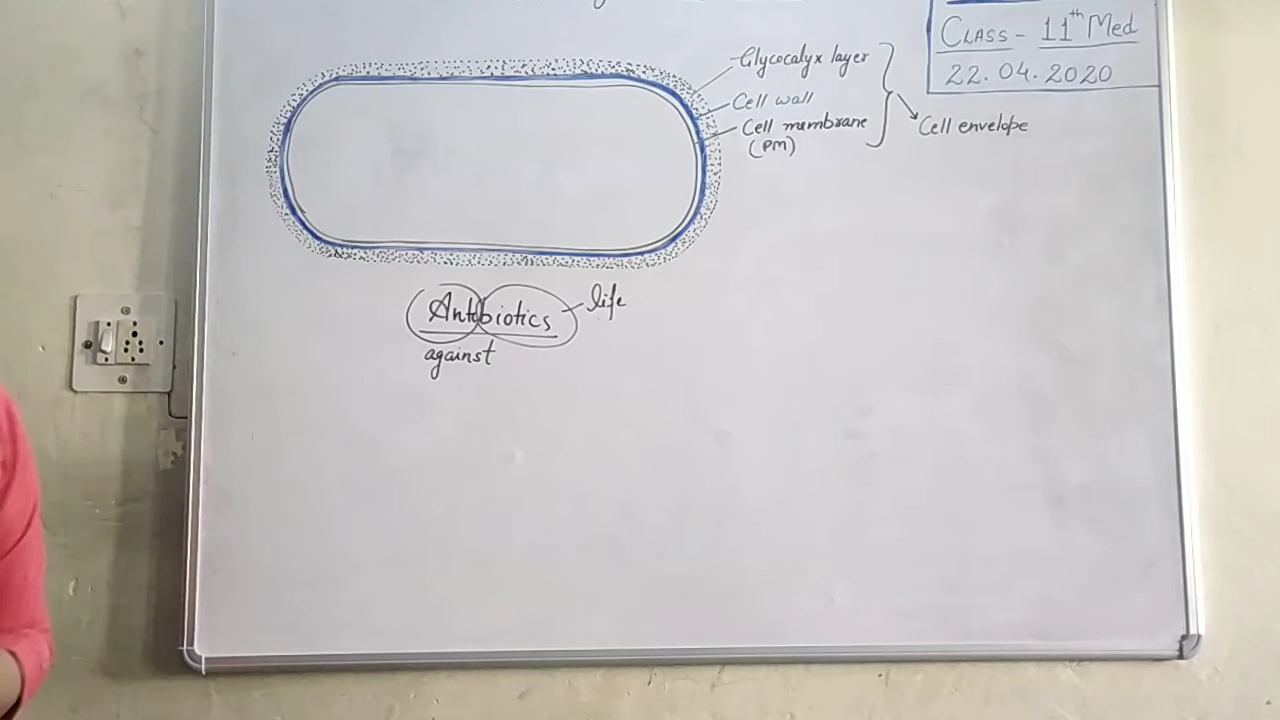 CLASS - 11th Med
22.04.2020
Glycocalyx layer
Cell wall
Cell membrane
(PM)
Cell envelope
Antibiotics
life
against